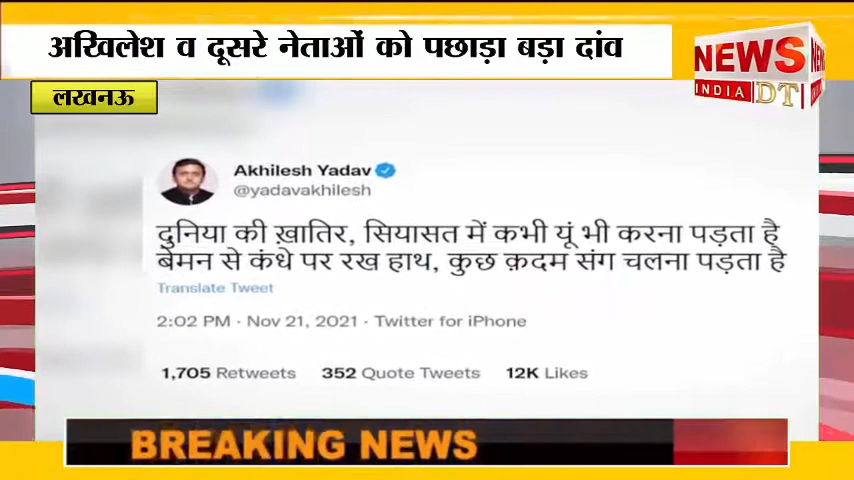 अखिलेश व दूसरे नेताओं को पछाड़ा बड़ा दांव
NEWS
INDIA DT
लखनऊ
Akhilesh Yadav
@yadavakhilesh
दुनिया की ख़ातिर, सियासत में कभी यूं भी करना पड़ता है
बेमन से कंधे पर रख हाथ, कुछ क़दम संग चलना पड़ता है
Translate Tweet
2:02 PM · Nov 21, 2021 · Twitter for iPhone
1,705 Retweets 352 Quote Tweets 12K Likes
BREAKING NEWS